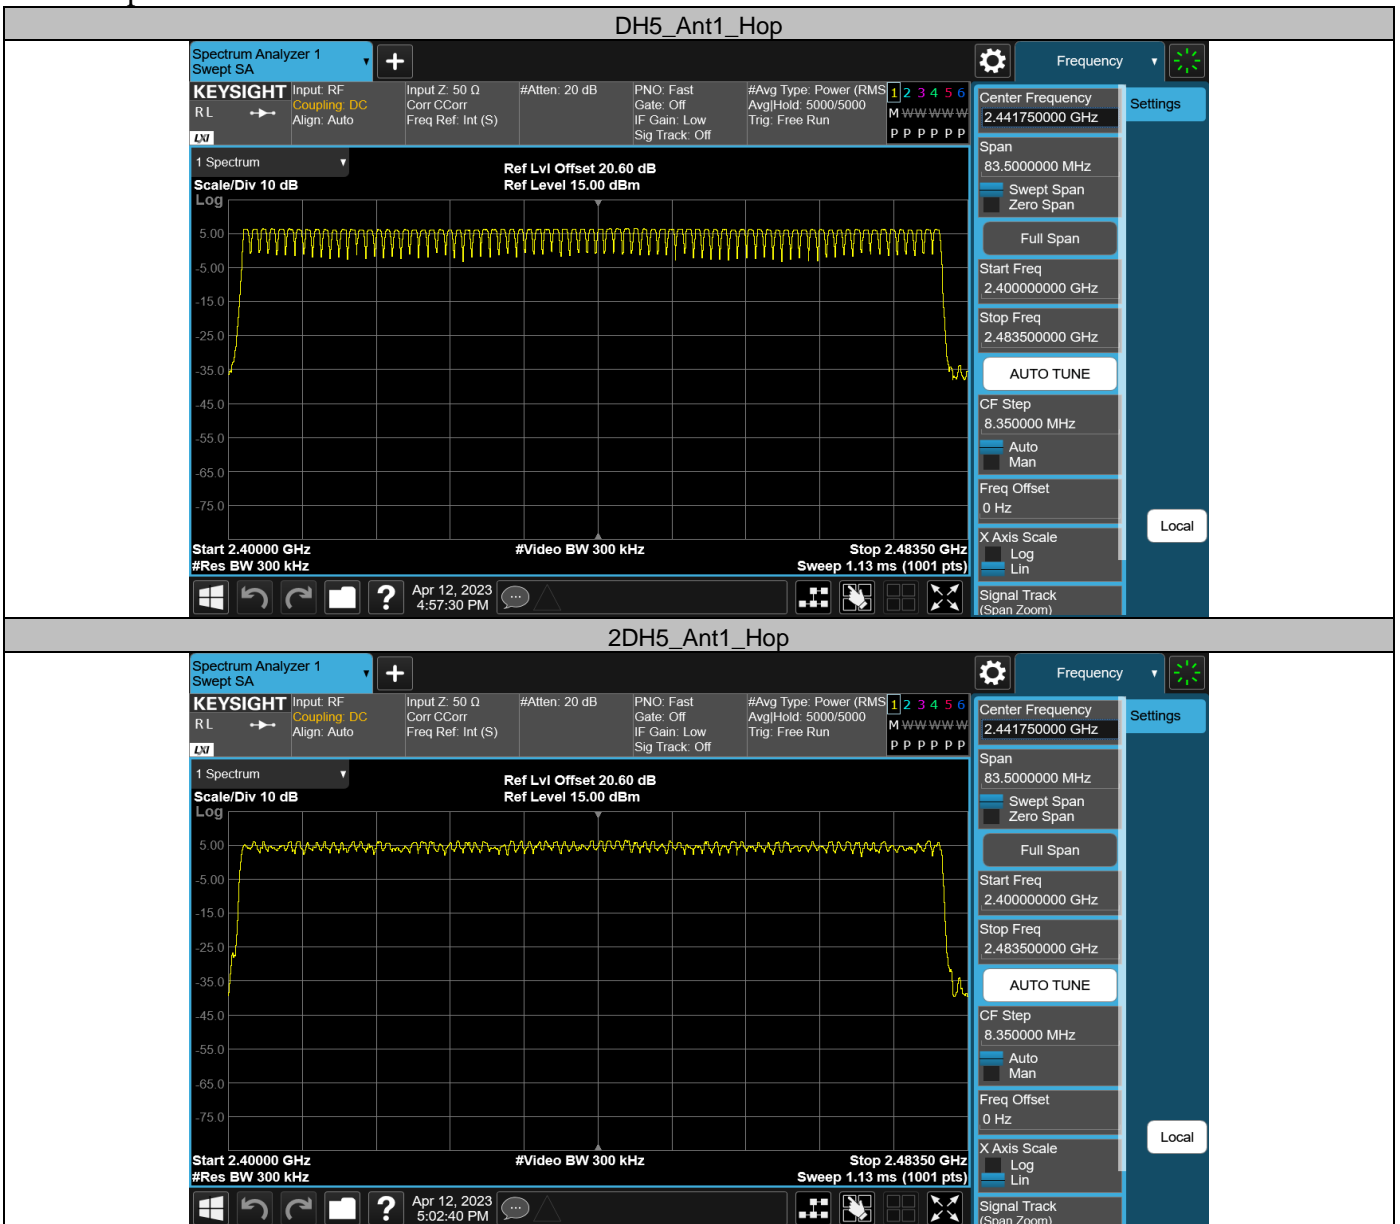 DH5_Ant1_Hop
Spectrum Analyzer 1
Swept SA
Frequency
KEYSIGHT
R L
LXI
Input: RF
Coupling: DC
Align: Auto
Input Z: 50 Ω
Corr CCorr
Freq Ref: Int (S)
#Atten: 20 dB
PNO: Fast
Gate: Off
IF Gain: Low
Sig Track: Off
#Avg Type: Power (RMS
Avg|Hold: 5000/5000
Trig: Free Run
1 2 3 4 5 6
M W W W W W
P P P P P P
Center Frequency
2.441750000 GHz
Settings
Span
83.5000000 MHz
Swept Span
Zero Span
Full Span
Start Freq
2.400000000 GHz
Stop Freq
2.483500000 GHz
AUTO TUNE
CF Step
8.350000 MHz
Auto
Man
Freq Offset
0 Hz
X Axis Scale
Log
Lin
Signal Track
(Span Zoom)
Local
1 Spectrum
Scale/Div 10 dB
Log
Ref Lvl Offset 20.60 dB
Ref Level 15.00 dBm
5.00
-5.00
-15.0
-25.0
-35.0
-45.0
-55.0
-65.0
-75.0
Start 2.40000 GHz
#Res BW 300 kHz
#Video BW 300 kHz
Stop 2.48350 GHz
Sweep 1.13 ms (1001 pts)
?
Apr 12, 2023
4:57:30 PM
2DH5_Ant1_Hop
Spectrum Analyzer 1
Swept SA
Frequency
KEYSIGHT
R L
LXI
Input: RF
Coupling: DC
Align: Auto
Input Z: 50 Ω
Corr CCorr
Freq Ref: Int (S)
#Atten: 20 dB
PNO: Fast
Gate: Off
IF Gain: Low
Sig Track: Off
#Avg Type: Power (RMS
Avg|Hold: 5000/5000
Trig: Free Run
1 2 3 4 5 6
M W W W W W
P P P P P P
Center Frequency
2.441750000 GHz
Settings
Span
83.5000000 MHz
Swept Span
Zero Span
Full Span
Start Freq
2.400000000 GHz
Stop Freq
2.483500000 GHz
AUTO TUNE
CF Step
8.350000 MHz
Auto
Man
Freq Offset
0 Hz
X Axis Scale
Log
Lin
Signal Track
(Span Zoom)
Local
1 Spectrum
Scale/Div 10 dB
Log
Ref Lvl Offset 20.60 dB
Ref Level 15.00 dBm
5.00
-5.00
-15.0
-25.0
-35.0
-45.0
-55.0
-65.0
-75.0
Start 2.40000 GHz
#Res BW 300 kHz
#Video BW 300 kHz
Stop 2.48350 GHz
Sweep 1.13 ms (1001 pts)
?
Apr 12, 2023
5:02:40 PM